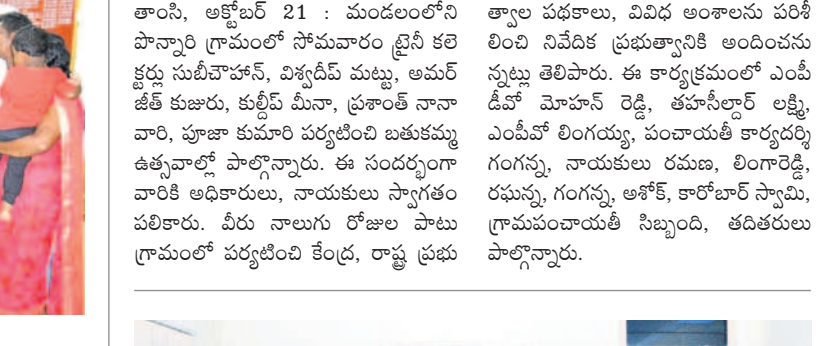 తాంసి, అక్టోబర్ 21 : మండలంలోని
పొన్నారి గ్రామంలో సోమవారం ట్రైనీ కలె
క్టర్లు సుబీచౌహాన్, విశ్వదీప్ మట్టు, అమర్
జీత్ కుజురు, కుల్దీప్ మీనా, ప్రశాంత్ నానా
వారి, పూజా కుమారి పర్యటించి బతుకమ్మ
ఉత్సవాల్లో పాల్గొన్నారు. ఈ సందర్భంగా
వారికి అధికారులు, నాయకులు స్వాగతం
పలికారు. వీరు నాలుగు రోజుల పాటు
గ్రామంలో పర్యటించి కేంద్ర, రాష్ట్ర ప్రభు
త్వాల పథకాలు, వివిధ అంశాలను పరిశీ
లించి నివేదిక ప్రభుత్వానికి అందించను
న్నట్లు తెలిపారు. ఈ కార్యక్రమంలో ఎంపీ
డీవో మోహన్ రెడ్డి, తహసీల్దార్ లక్ష్మి,
ఎంపీవో లింగయ్య, పంచాయతీ కార్యదర్శి
గంగన్న, నాయకులు రమణ, లింగారెడ్డి,
రఘన్న, గంగన్న, అశోక్, కారోబార్ స్వామి,
గ్రామపంచాయతీ సిబ్బంది, తదితరులు
పాల్గొన్నారు.